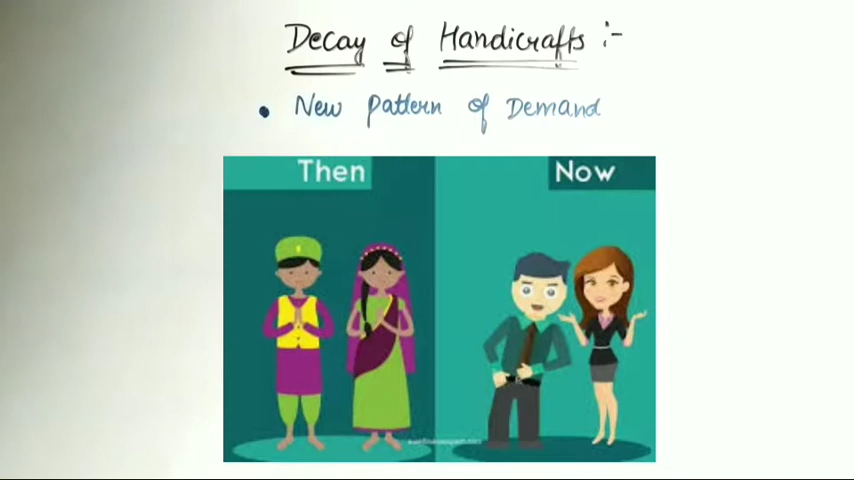 Decay of Handicrafts :-
• New Pattern of Demand
Then
Now